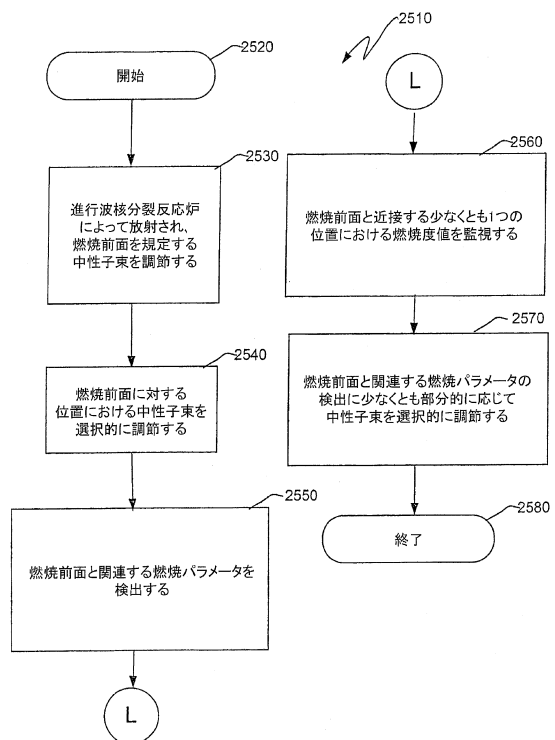 2510
2520
開始
2530
進行波核分裂反応炉
によって放射され、
燃焼前面を規定する
中性子束を調節する
2540
燃焼前面に対する
位置における中性子束を
選択的に調節する
2550
燃焼前面と関連する燃焼パラメータを
検出する
L
L
2560
燃焼前面と近接する少なくとも1つの
位置における燃焼度値を監視する
2570
燃焼前面と関連する燃焼パラメータの
検出に少なくとも部分的に応じて
中性子束を選択的に調節する
2580
終了